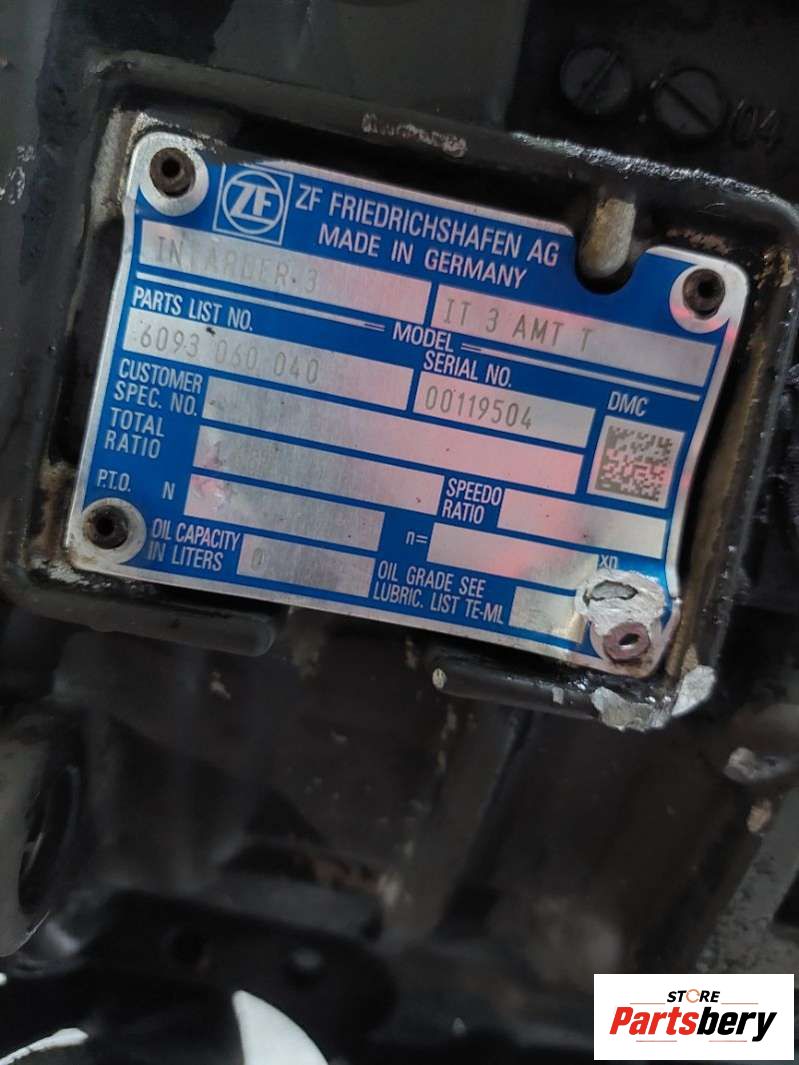 ZF
ZF FRIEDRICHSHAFEN AG
MADE IN GERMANY
INTARDER 3
IT 3 AMT T
MODEL
PARTS LIST NO.
6093 060 040
SERIAL NO.
00119504
CUSTOMER
SPEC. NO.
DMC
TOTAL
RATIO
P.T.O. N
SPEEDO
RATIO
n=
xn
OIL CAPACITY
IN LITERS
0
OIL GRADE SEE
LUBRIC. LIST TE-ML
04
STORE
Partsbery